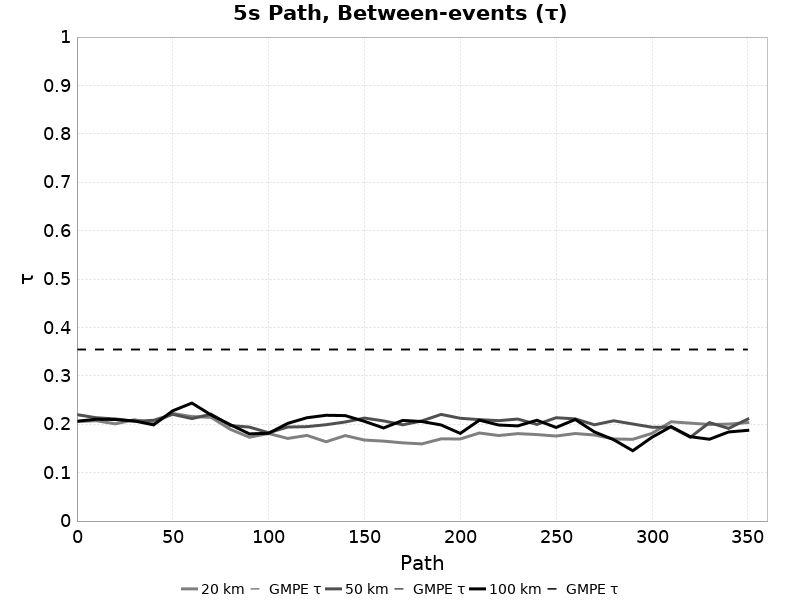 5s Path, Between-events (τ)
1
0.9
0.8
0.7
0.6
0.5
0.4
0.3
0.2
0.1
0
τ
0 50 100 150 200 250 300 350
Path
20 km GMPE τ 50 km GMPE τ 100 km GMPE τ